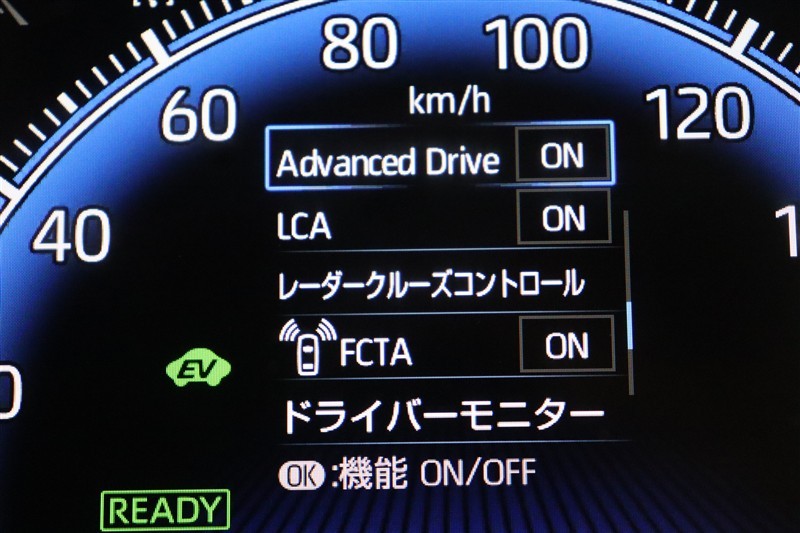 80 100
km/h
60 120
Advanced Drive ON
40 LCA ON
レーダークルーズコントロール
FCTA ON
EV
ドライバーモニター
OK:機能 ON/OFF
READY